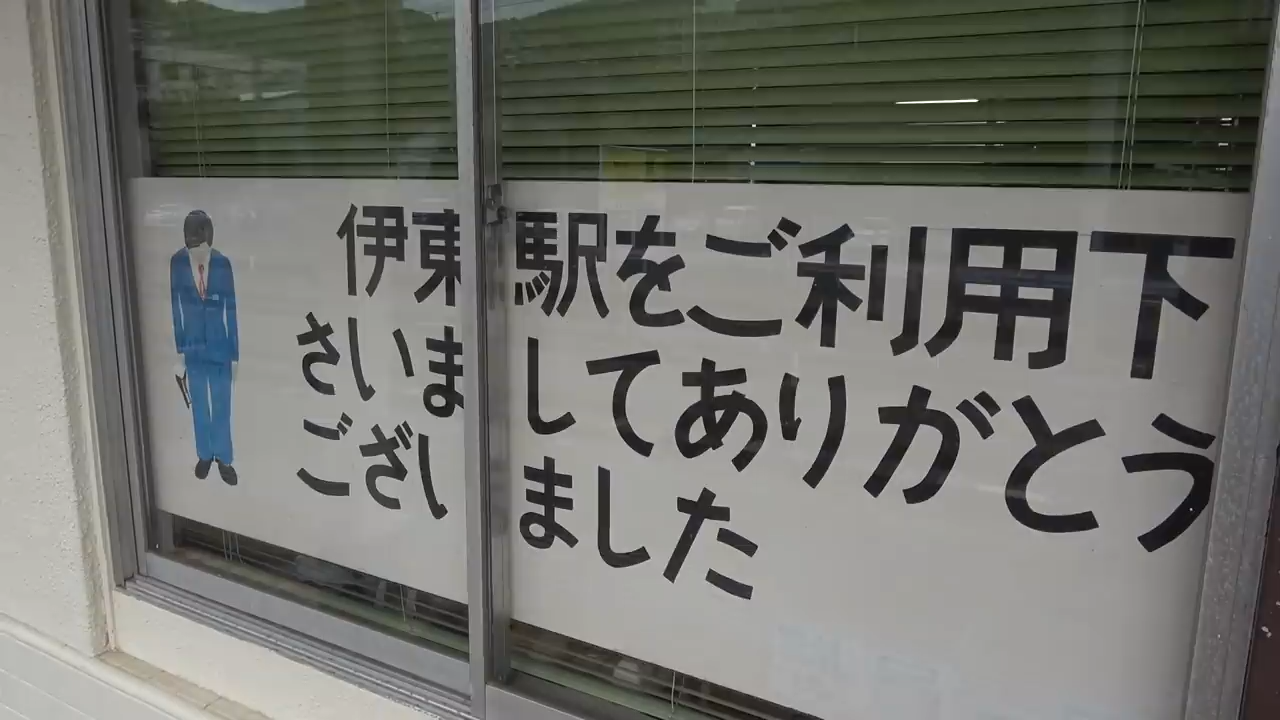 伊東駅をご利用下
さいましてありがとう
ございました